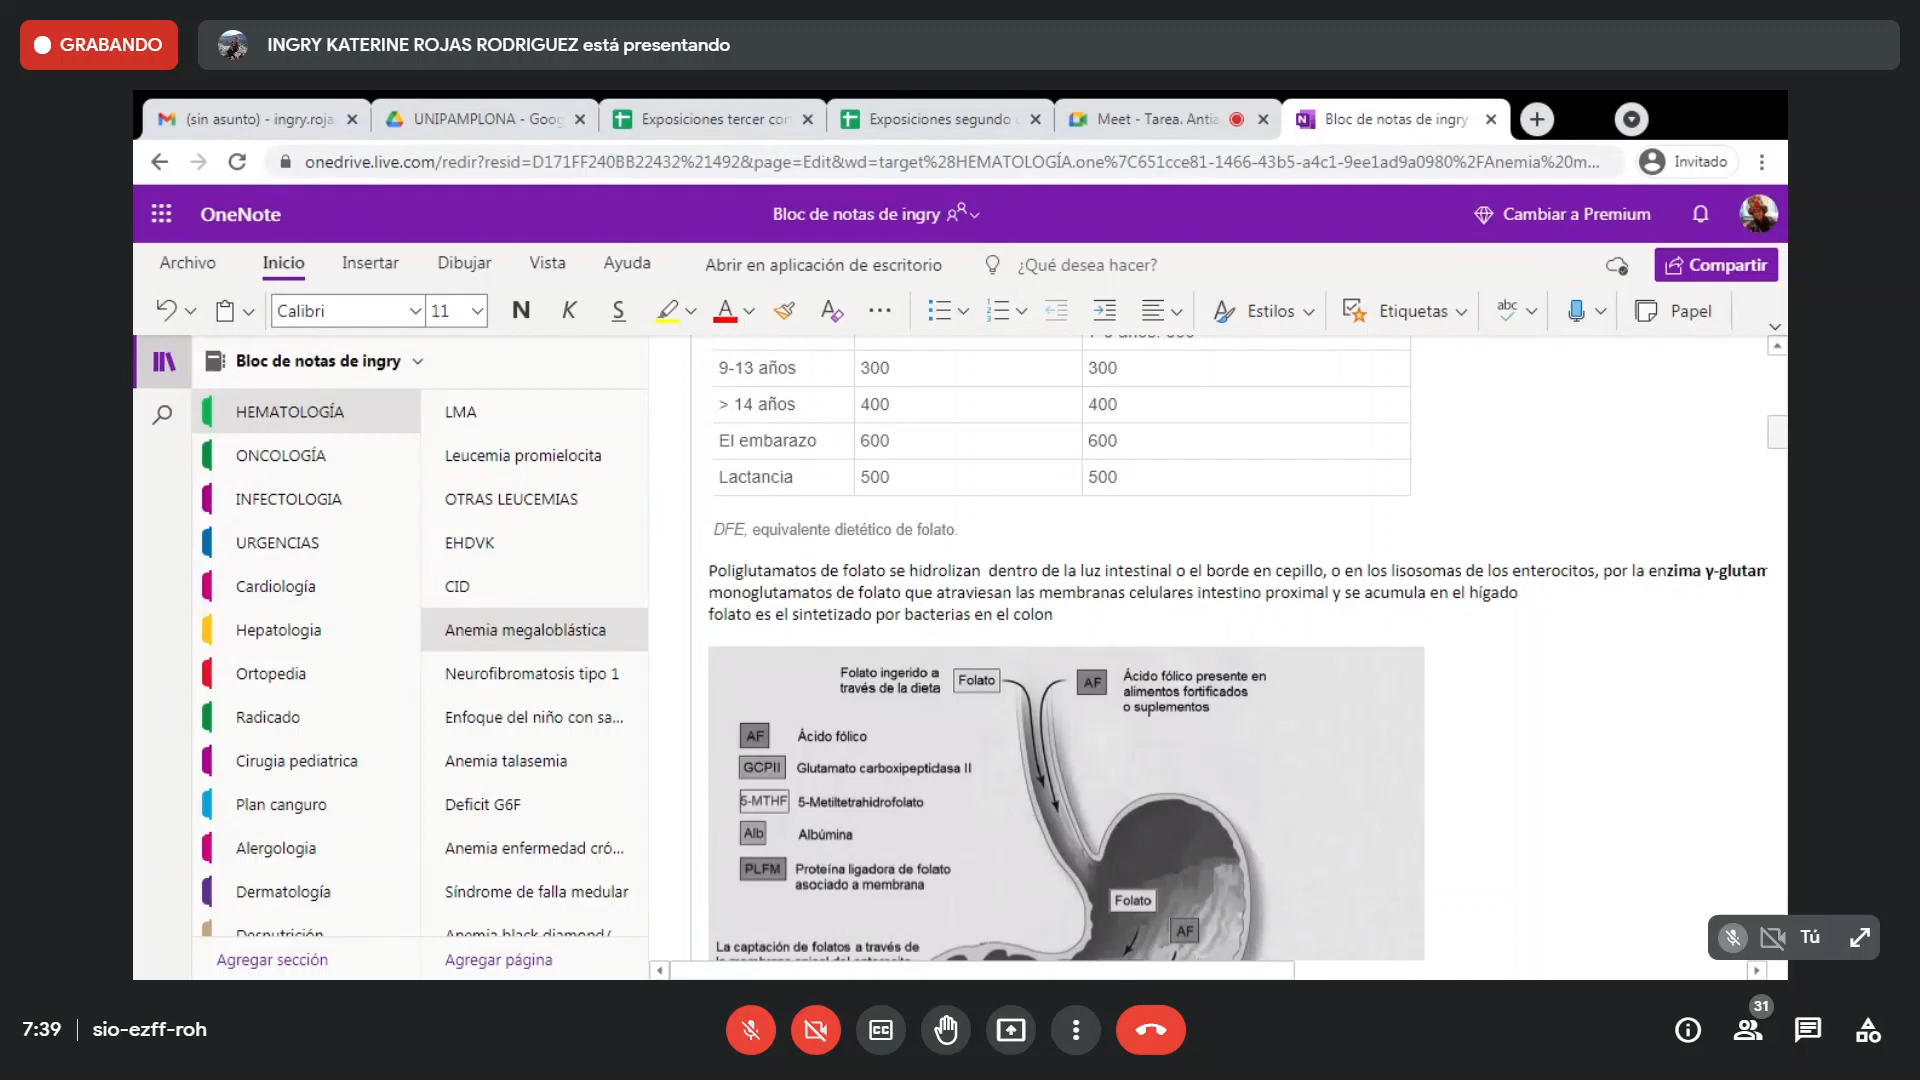 GRABANDO
INGRY KATERINE ROJAS RODRIGUEZ está presentando
(sin asunto) - ingry.roja
UNIPAMPLONA - Goog
Exposiciones tercer cor
Exposiciones segundo
Meet - Tarea. Antia
Bloc de notas de ingry
onedrive.live.com/redir?resid=D171FF240BB22432%21492&page=Edit&wd=target%28HEMATOLOGÍA.one%7C651cce81-1466-43b5-a4c1-9ee1ad9a0980%2FAnemia%20m...
Invitado
OneNote
Bloc de notas de ingry
Cambiar a Premium
Archivo Inicio Insertar Dibujar Vista Ayuda Abrir en aplicación de escritorio ¿Qué desea hacer? Compartir
Calibri 11 N K S A Estilos Etiquetas abc Papel
Bloc de notas de ingry
HEMATOLOGÍA
ONCOLOGÍA
INFECTOLOGIA
URGENCIAS
Cardiología
Hepatologia
Ortopedia
Radicado
Cirugia pediatrica
Plan canguro
Alergologia
Dermatología
Desnutrición
Agregar sección
LMA
Leucemia promielocita
OTRAS LEUCEMIAS
EHDVK
CID
Anemia megaloblástica
Neurofibromatosis tipo 1
Enfoque del niño con sa...
Anemia talasemia
Deficit G6F
Anemia enfermedad cró...
Síndrome de falla medular
Anemia black diamond/
Agregar página
9-13 años 300 300
> 14 años 400 400
El embarazo 600 600
Lactancia 500 500
DFE, equivalente dietético de folato.
Poliglutamatos de folato se hidrolizan dentro de la luz intestinal o el borde en cepillo, o en los lisosomas de los enterocitos, por la enzima γ-glutam
monoglutamatos de folato que atraviesan las membranas celulares intestino proximal y se acumula en el hígado
folato es el sintetizado por bacterias en el colon
Folato ingerido a
través de la dieta
Folato
AF
Ácido fólico presente en
alimentos fortificados
o suplementos
AF Ácido fólico
GCPII Glutamato carboxipeptidasa II
5-MTHF 5-Metiltetrahidrofolato
Alb Albúmina
PLFM Proteína ligadora de folato
asociado a membrana
Folato
AF
La captación de folatos a través de
Tú
7:39 | sio-ezff-roh
31